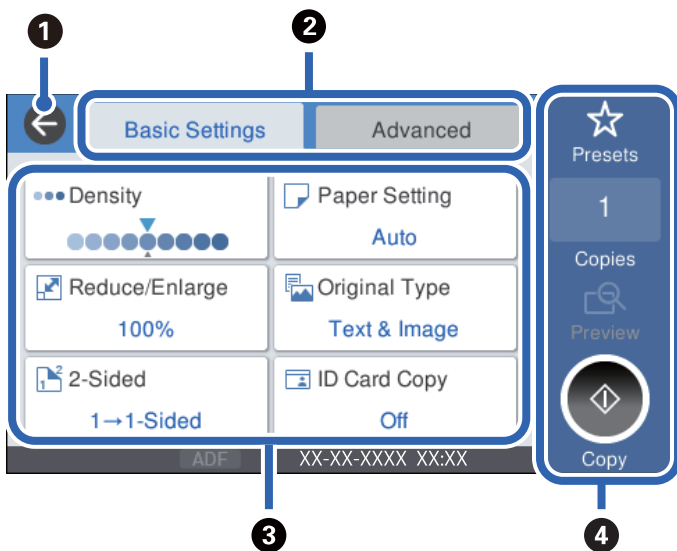 1
2
Basic Settings
Advanced
Presets
Density
Paper Setting
Auto
1
Copies
Reduce/Enlarge
100%
Original Type
Text & Image
Preview
1 2
2-Sided
1→1-Sided
ID Card Copy
Off
ADF
XX-XX-XXXX XX:XX
Copy
3
4